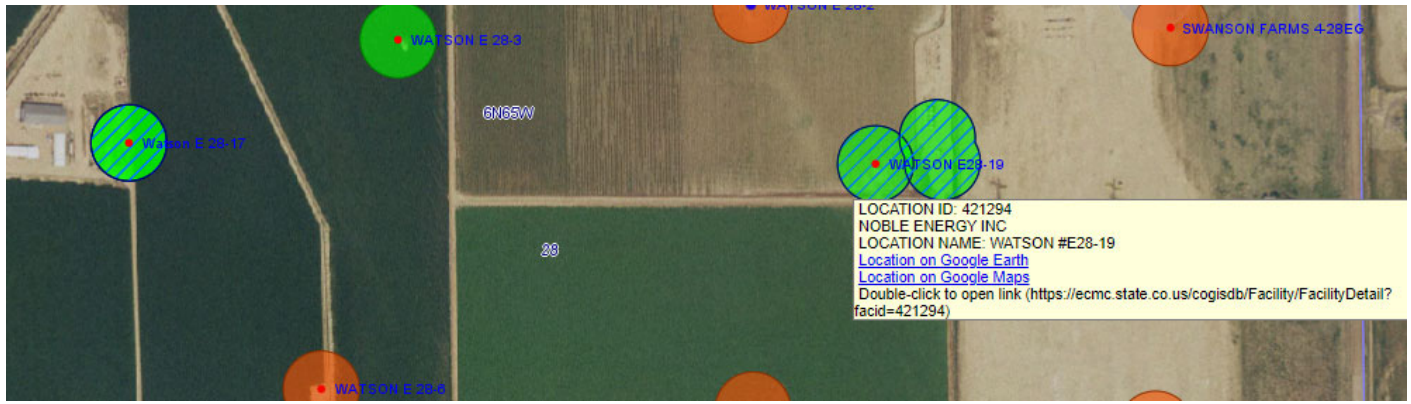 WATSON E 28-2
SWANSON FARMS 4-28EG
WATSON E 28-3
6N65W
Watson E 28-17
WATSON E28-19
LOCATION ID: 421294
NOBLE ENERGY INC
LOCATION NAME: WATSON #E28-19
Location on Google Earth
Location on Google Maps
Double-click to open link (https://ecmc.state.co.us/cogisdb/Facility/FacilityDetail?
facid=421294)
28
WATSON E 28-6